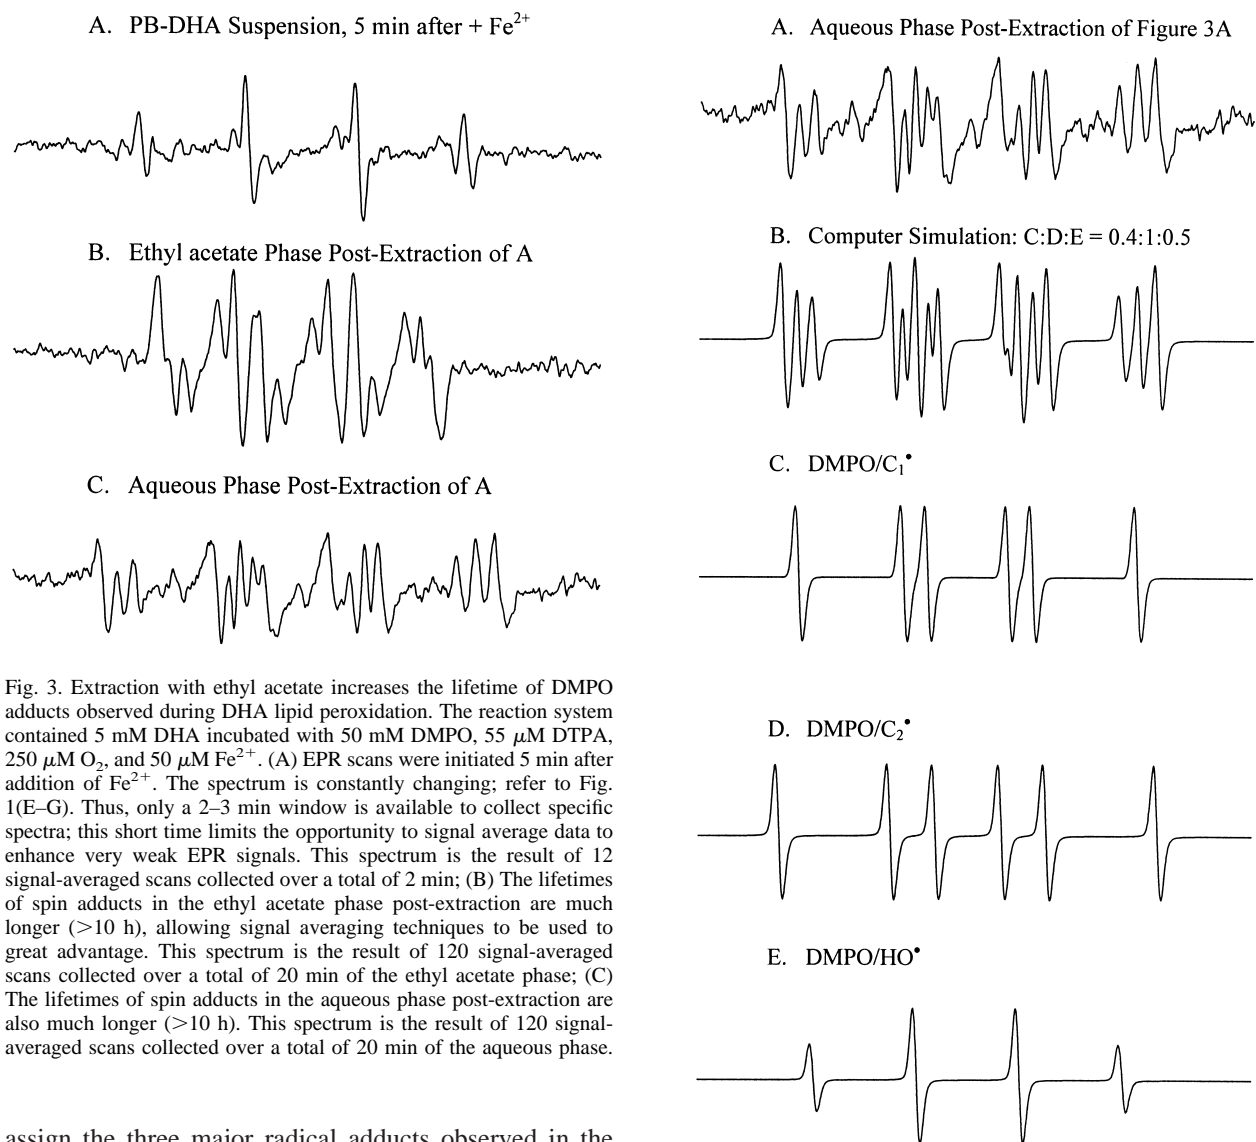 A. PB-DHA Suspension, 5 min after + Fe²⁺
B. Ethyl acetate Phase Post-Extraction of A
C. Aqueous Phase Post-Extraction of A
Fig. 3. Extraction with ethyl acetate increases the lifetime of DMPO
adducts observed during DHA lipid peroxidation. The reaction system
contained 5 mM DHA incubated with 50 mM DMPO, 55 μM DTPA,
250 μM O₂, and 50 μM Fe²⁺. (A) EPR scans were initiated 5 min after
addition of Fe²⁺. The spectrum is constantly changing; refer to Fig.
1(E–G). Thus, only a 2–3 min window is available to collect specific
spectra; this short time limits the opportunity to signal average data to
enhance very weak EPR signals. This spectrum is the result of 12
signal-averaged scans collected over a total of 2 min; (B) The lifetimes
of spin adducts in the ethyl acetate phase post-extraction are much
longer (>10 h), allowing signal averaging techniques to be used to
great advantage. This spectrum is the result of 120 signal-averaged
scans collected over a total of 20 min of the ethyl acetate phase; (C)
The lifetimes of spin adducts in the aqueous phase post-extraction are
also much longer (>10 h). This spectrum is the result of 120 signal-
averaged scans collected over a total of 20 min of the aqueous phase.
assign the three major radical adducts observed in the
A. Aqueous Phase Post-Extraction of Figure 3A
B. Computer Simulation: C:D:E = 0.4:1:0.5
C. DMPO/C₁•
D. DMPO/C₂•
E. DMPO/HO•